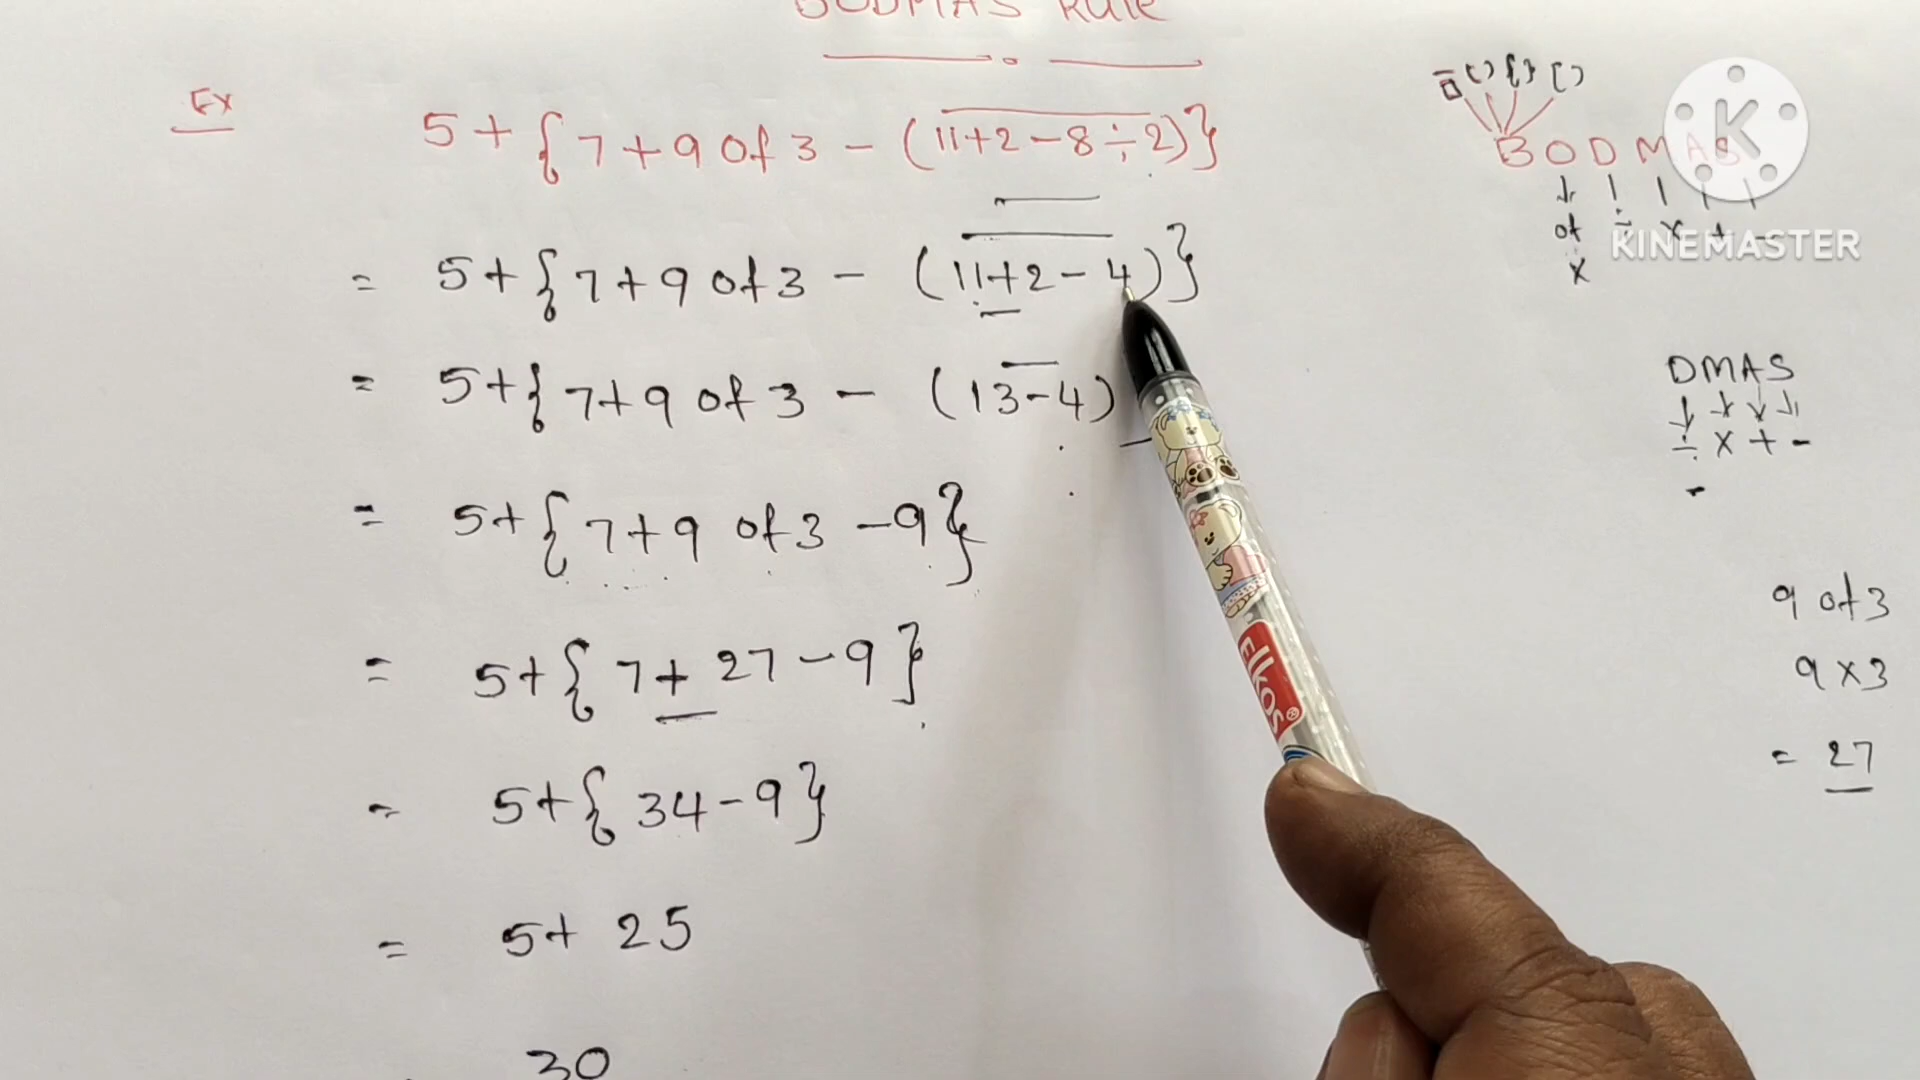 BODMAS Rule
Ex
5+{7+9 of 3-(11+2-8÷2)}
= 5+{7+9 of 3 - (11+2-4)}
= 5+{7+9 of 3 - (13-4)
= 5+{7+9 of 3 -9}
= 5+{7+27-9}
= 5+{34-9}
= 5+ 25
30
() {} []
BODMAS
of ÷ x + -
x
KINEMASTER
DMAS
÷ x + -
9 of 3
9 x 3
= 27
Elkos